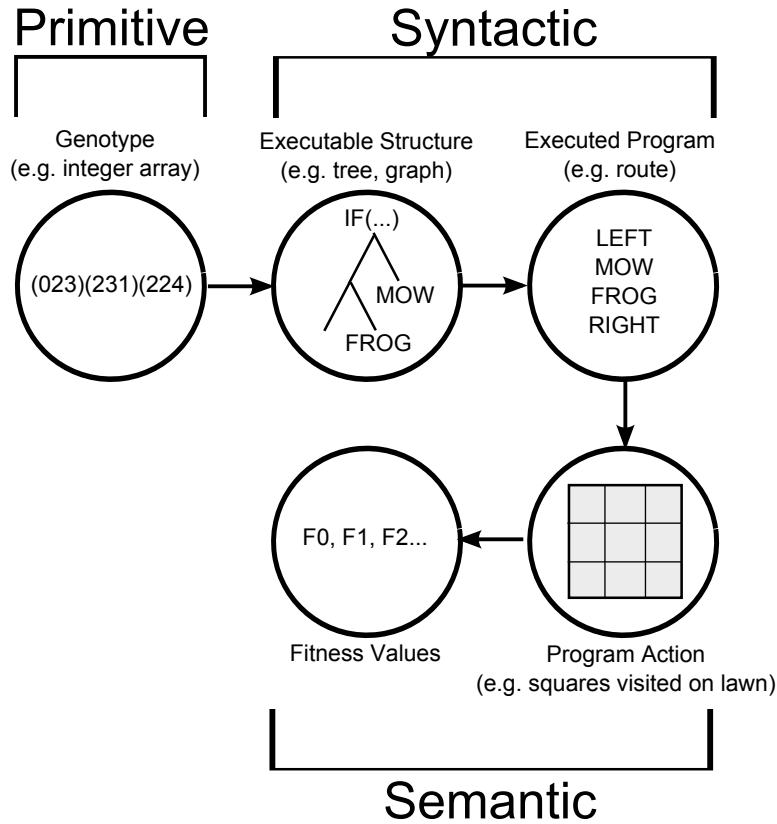 Primitive
Syntactic
Genotype
(e.g. integer array)
Executable Structure
(e.g. tree, graph)
Executed Program
(e.g. route)
(023)(231)(224)
IF(...)
MOW
FROG
LEFT
MOW
FROG
RIGHT
F0, F1, F2...
Fitness Values
Program Action
(e.g. squares visited on lawn)
Semantic